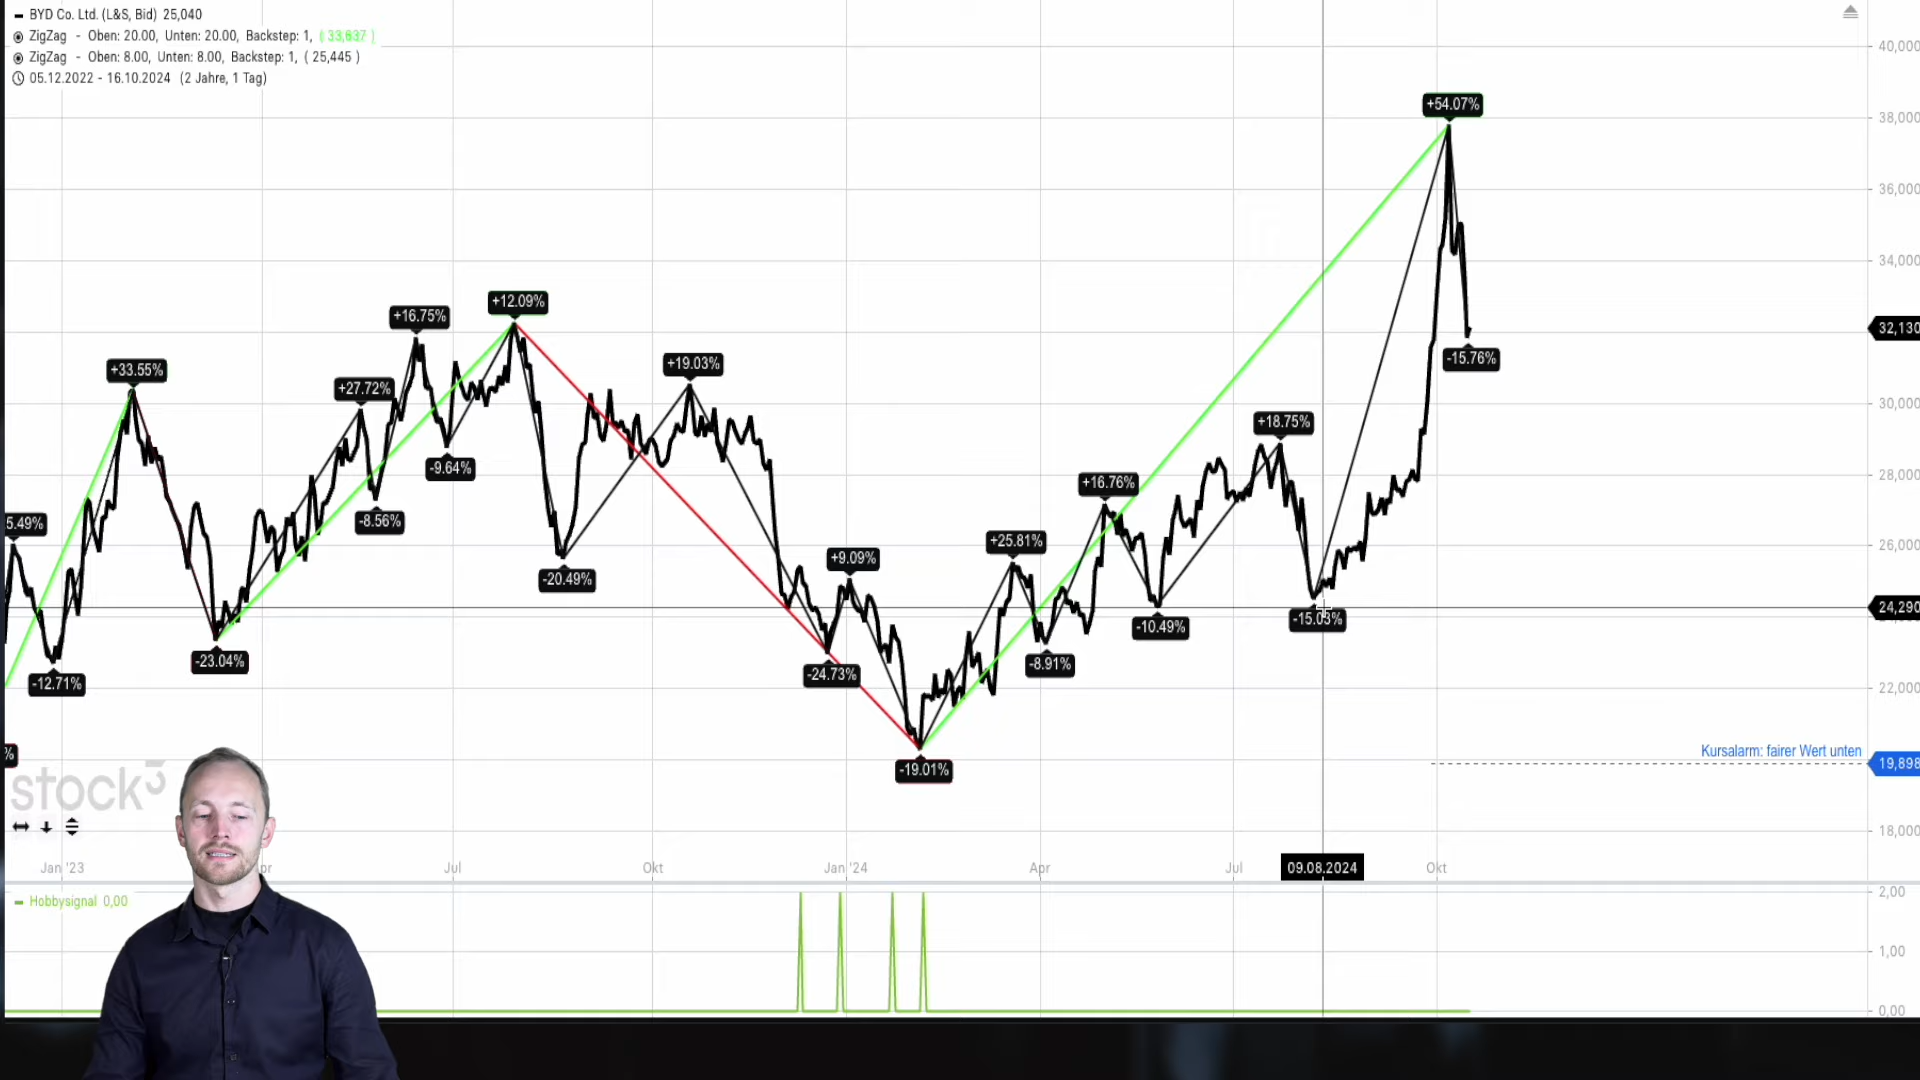 BYD Co. Ltd. (L&S, Bid) 25,040
ZigZag - Oben: 20.00, Unten: 20.00, Backstep: 1, ( 33,837 )
ZigZag - Oben: 8.00, Unten: 8.00, Backstep: 1, ( 25,445 )
05.12.2022 - 16.10.2024 (2 Jahre, 1 Tag)
40,000
+54.07%
38,000
36,000
34,000
+12.09%
+16.75%
32,130
-15.76%
+19.03%
+33.55%
+27.72%
30,000
+18.75%
-9.64%
28,000
+16.76%
-8.56%
5.49%
+25.81%
26,000
+9.09%
-20.49%
24,290
-15.03%
-10.49%
-23.04%
-8.91%
-24.73%
-12.71%
22,000
-19.01%
%
Kursalarm: fairer Wert unten
19,898
stock3
18,000
Jan '23
pr
Jul
Okt
Jan '24
Apr
Jul
09.08.2024
Okt
Hobbysignal 0,00
2,00
1,00
0,00